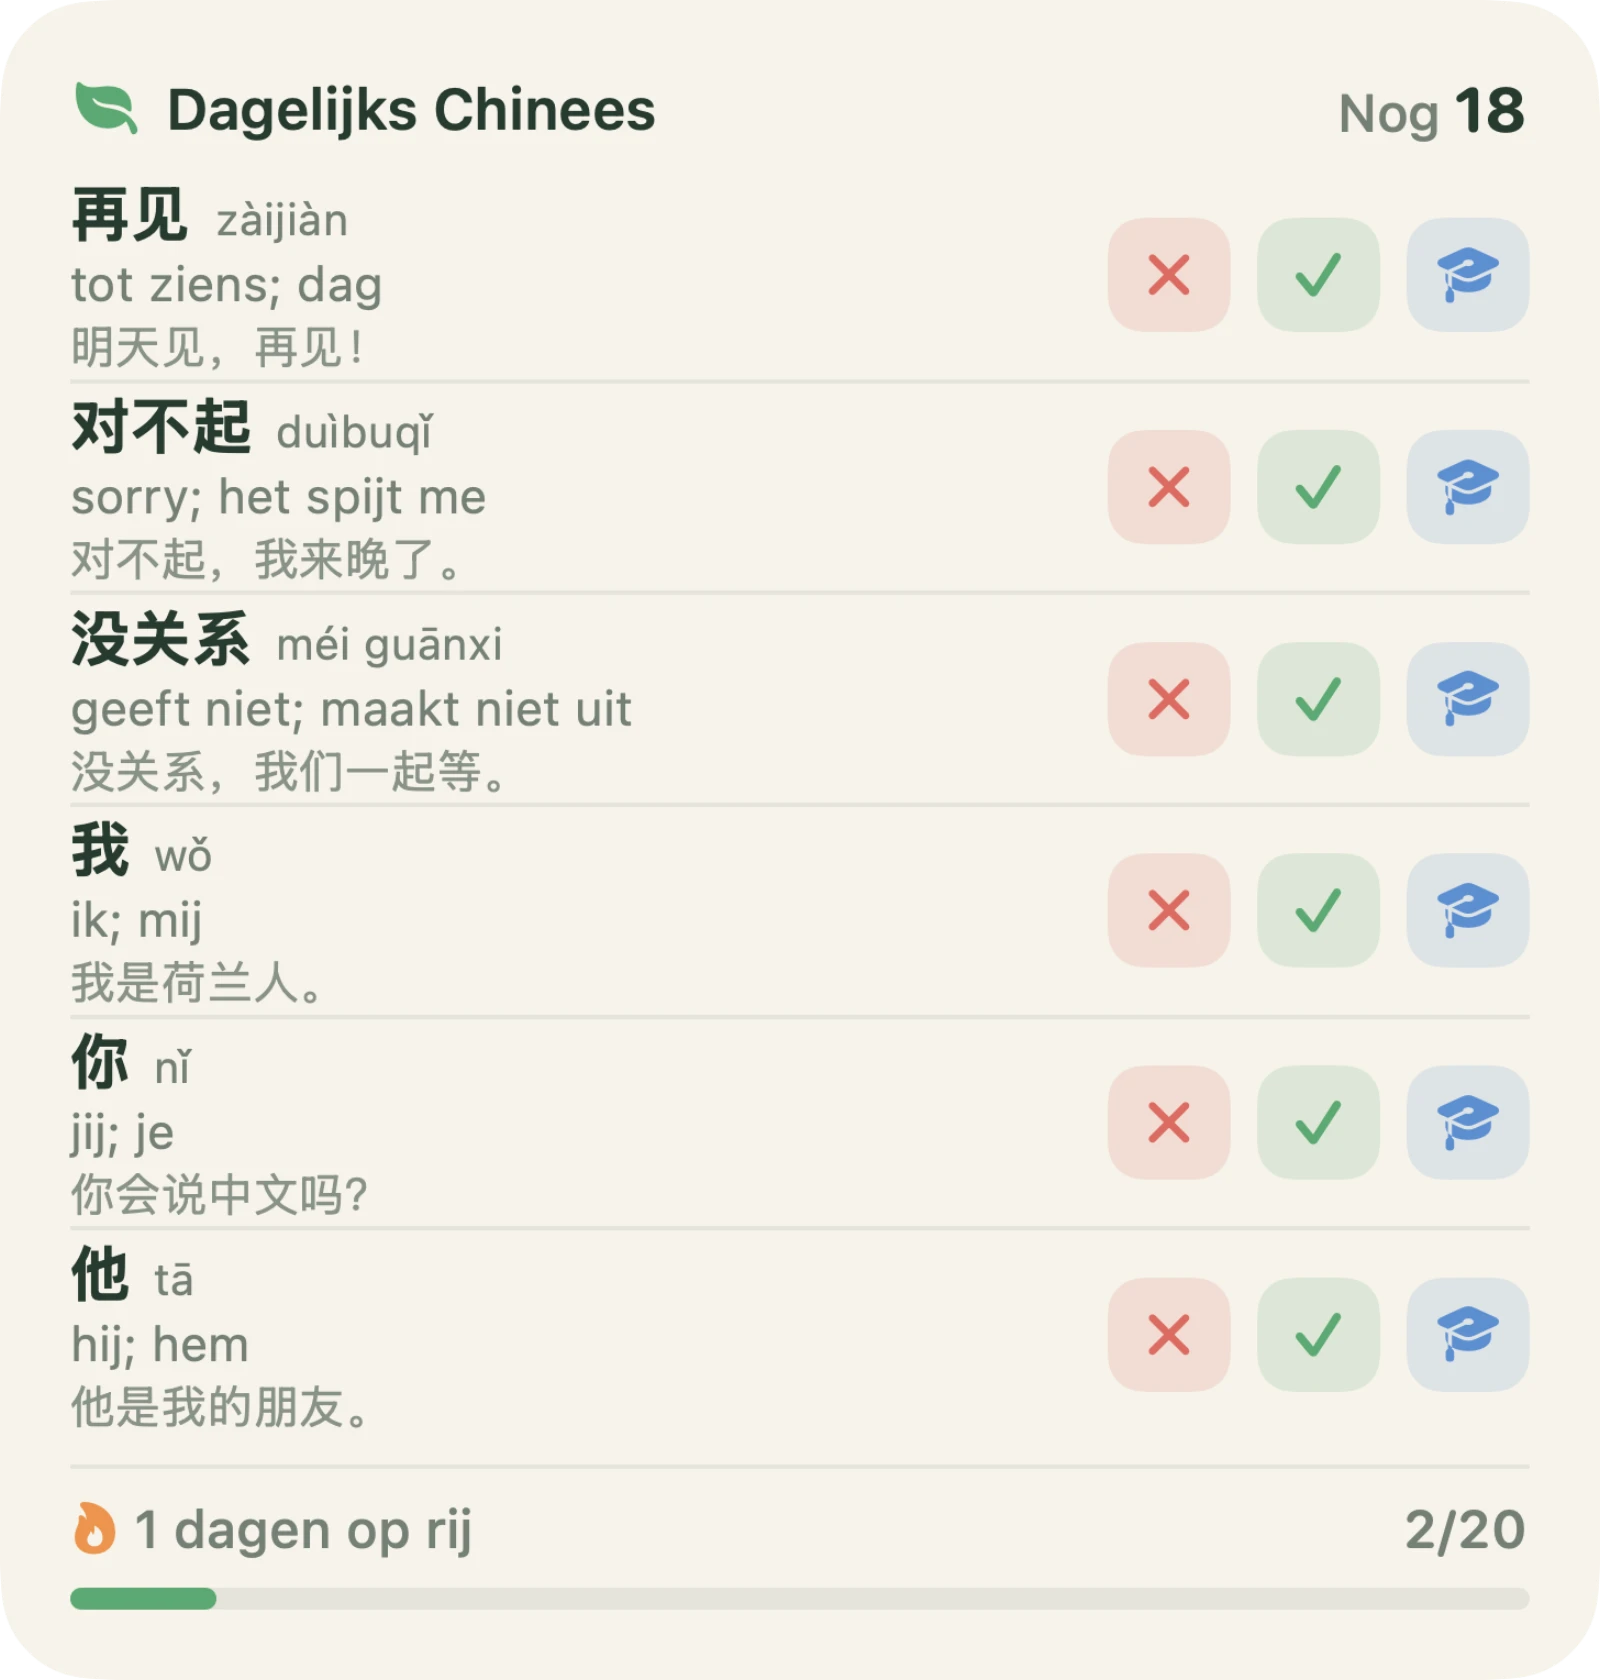 Dagelijks Chinees
Nog 18
再见 zàijiàn
tot ziens; dag
明天见，再见！
对不起 duìbuqǐ
sorry; het spijt me
对不起，我来晚了。
没关系 méi guānxi
geeft niet; maakt niet uit
没关系，我们一起等。
我 wǒ
ik; mij
我是荷兰人。
你 nǐ
jij; je
你会说中文吗？
他 tā
hij; hem
他是我的朋友。
1 dagen op rij
2/20